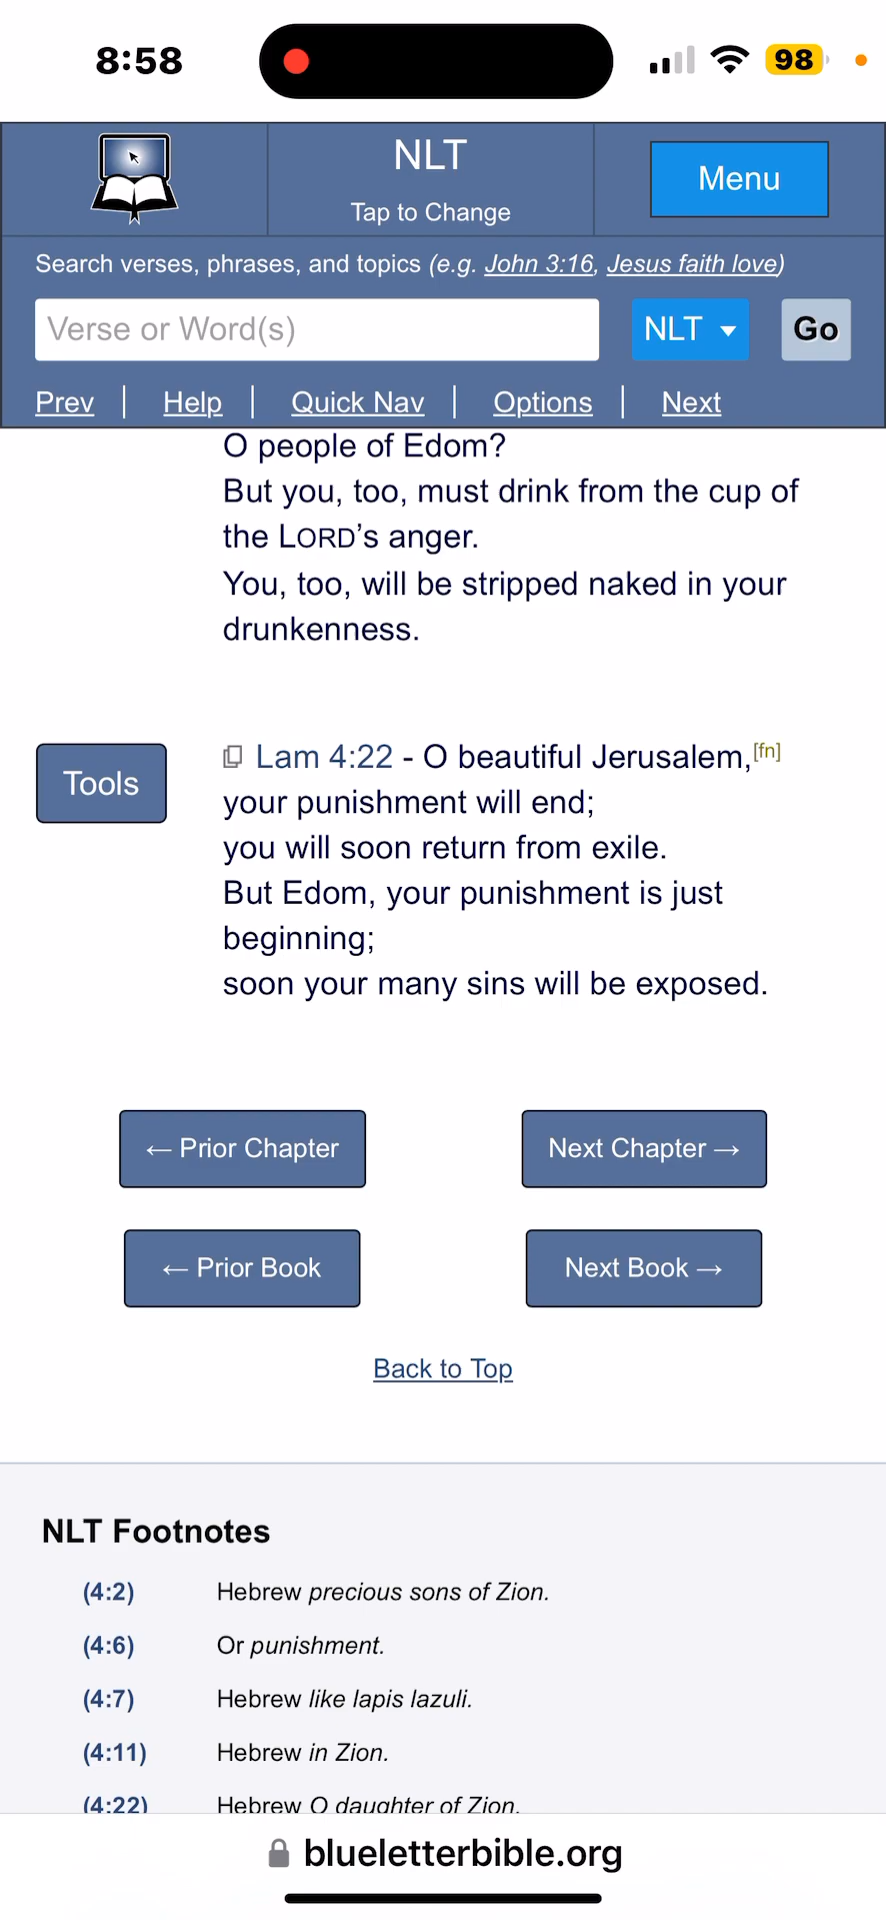 8:58
98
NLT
Tap to Change
Menu
Search verses, phrases, and topics (e.g. John 3:16, Jesus faith love)
Verse or Word(s)
NLT
Go
Prev | Help | Quick Nav | Options | Next
O people of Edom?
But you, too, must drink from the cup of
the LORD’s anger.
You, too, will be stripped naked in your
drunkenness.
Tools
Lam 4:22 - O beautiful Jerusalem,[fn]
your punishment will end;
you will soon return from exile.
But Edom, your punishment is just
beginning;
soon your many sins will be exposed.
← Prior Chapter
Next Chapter →
← Prior Book
Next Book →
Back to Top
NLT Footnotes
(4:2) Hebrew precious sons of Zion.
(4:6) Or punishment.
(4:7) Hebrew like lapis lazuli.
(4:11) Hebrew in Zion.
(4:22) Hebrew O daughter of Zion.
blueletterbible.org